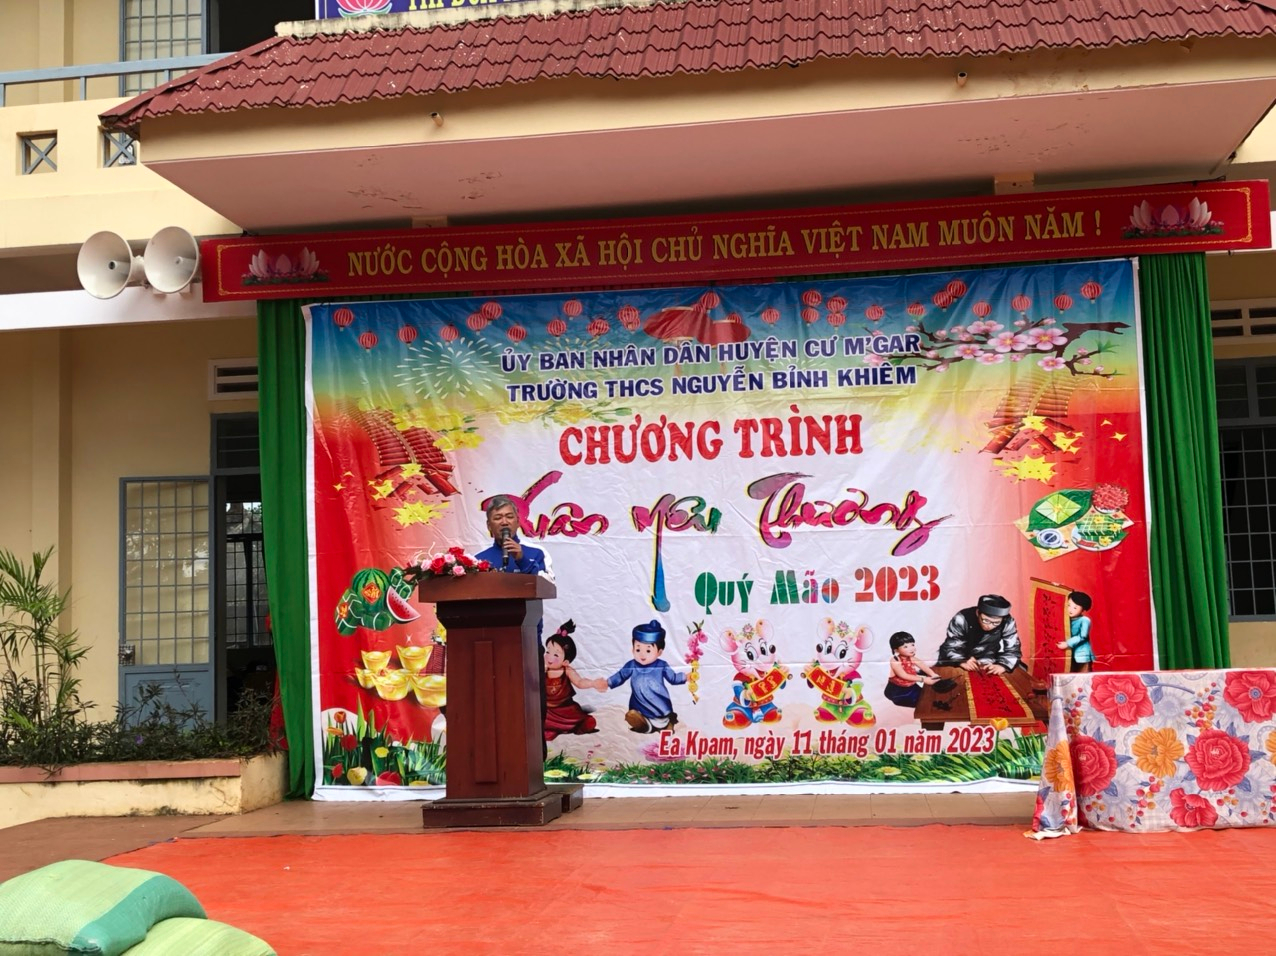 NƯỚC CỘNG HÒA XÃ HỘI CHỦ NGHĨA VIỆT NAM MUÔN NĂM !
ỦY BAN NHÂN DÂN HUYỆN CƯ M'GAR
TRƯỜNG THCS NGUYỄN BỈNH KHIÊM
CHƯƠNG TRÌNH
Xuân yêu Thương
QUÝ MÃO 2023
Ea Kpam, ngày 11 tháng 01 năm 2023